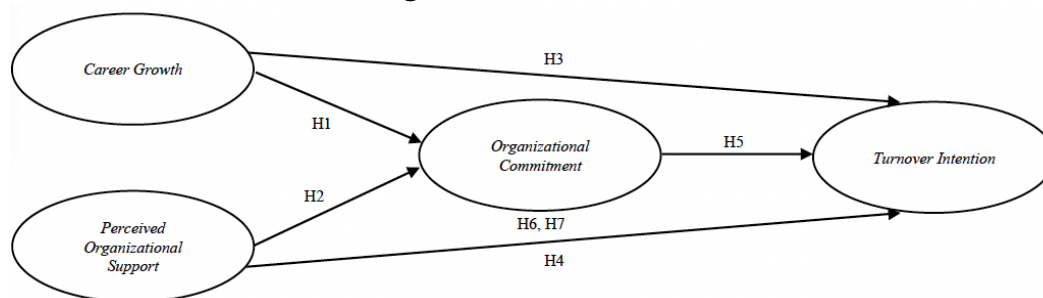 Career Growth
H3
H1
Organizational
Commitment
H5
Turnover Intention
H2
Perceived
Organizational
Support
H6, H7
H4